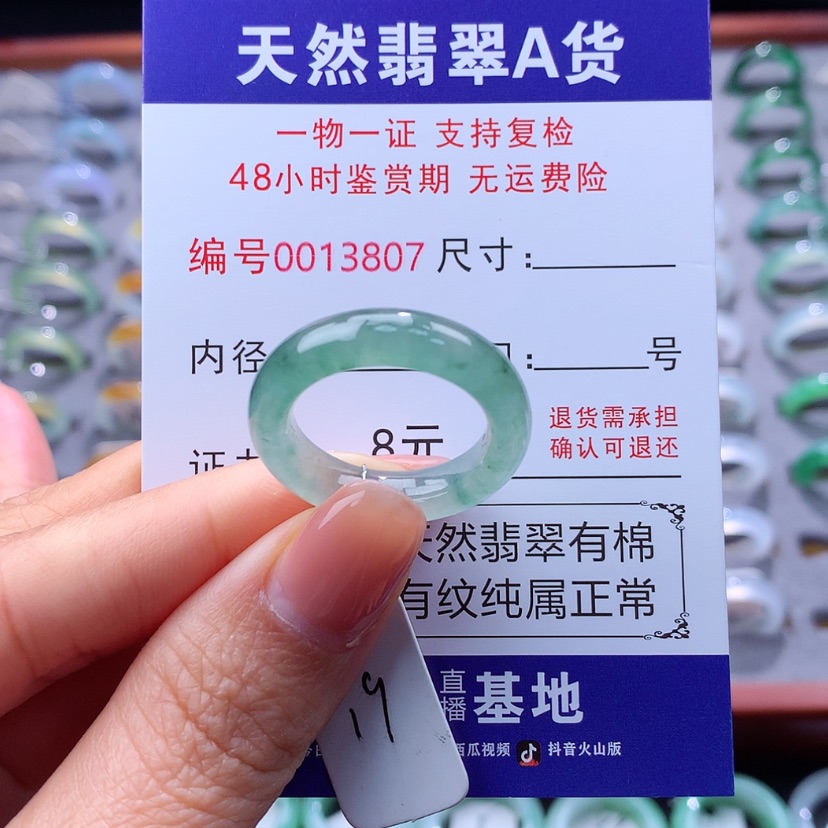 天然翡翠A货
一物一证 支持复检
48小时鉴赏期 无运费险
编号0013807 尺寸:
内径 :号
退货需承担
8元 确认可退还
天然翡翠有棉
有纹纯属正常
直播基地
19
西瓜视频 抖音火山版